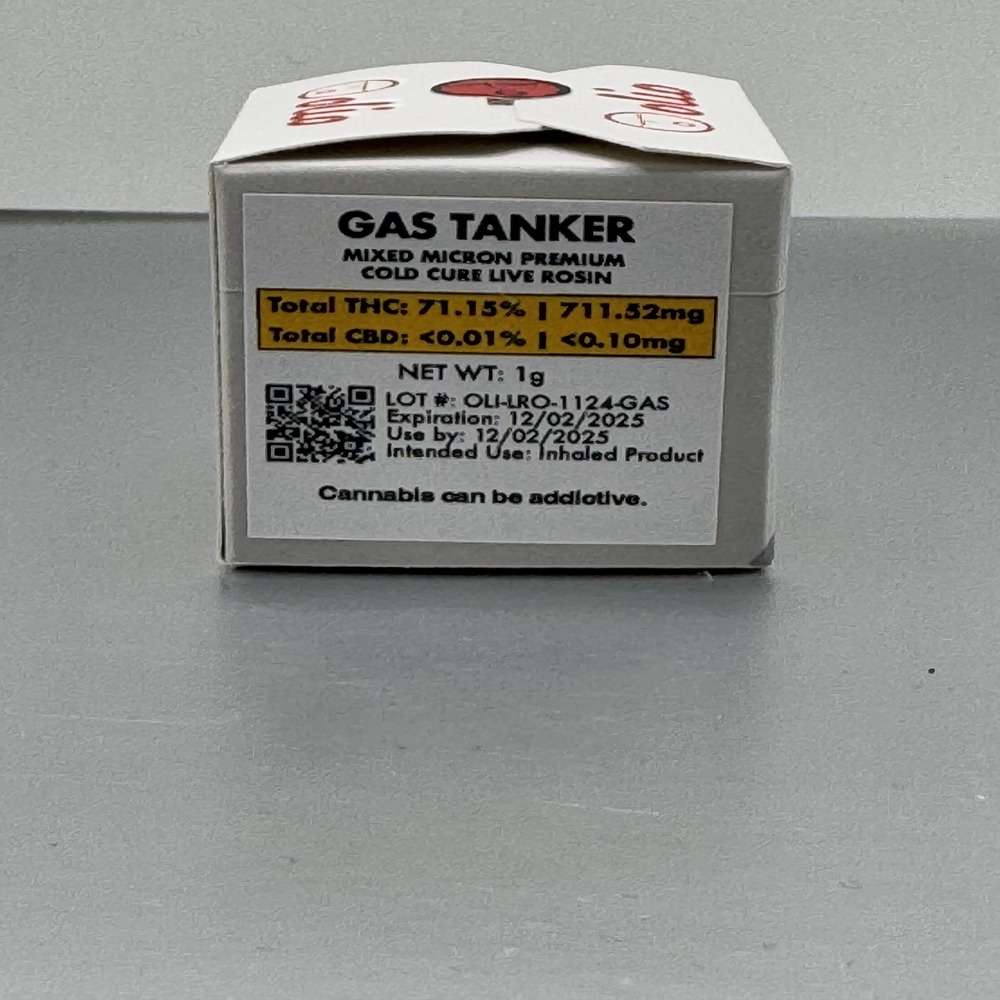 GAS TANKER
MIXED MICRON PREMIUM
COLD CURE LIVE ROSIN
Total THC: 71.15% | 711.52mg
Total CBD: <0.01% | <0.10mg
NET WT: 1g
LOT #: OLI-LRO-1124-GAS
Expiration: 12/02/2025
Use by: 12/02/2025
Intended Use: Inhaled Product
Cannabis can be addictive.